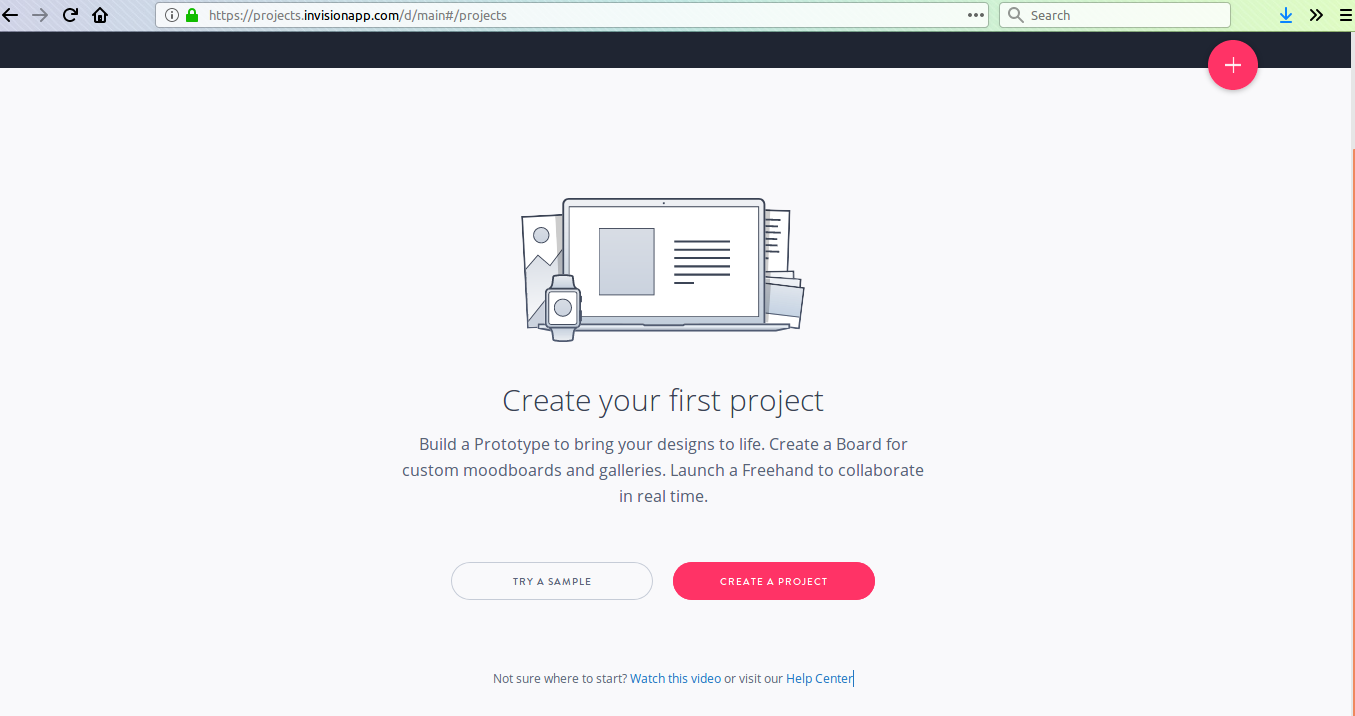 https://projects.invisionapp.com/d/main#/projects
Search
Create your first project
Build a Prototype to bring your designs to life. Create a Board for
custom moodboards and galleries. Launch a Freehand to collaborate
in real time.
TRY A SAMPLE
CREATE A PROJECT
Not sure where to start? Watch this video or visit our Help Center